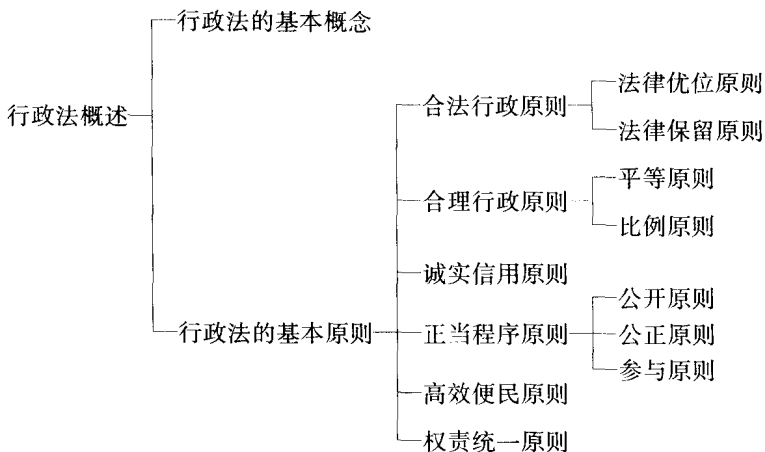 行政法概述
行政法的基本概念
行政法的基本原则
合法行政原则
法律优位原则
法律保留原则
合理行政原则
平等原则
比例原则
诚实信用原则
正当程序原则
公开原则
公正原则
参与原则
高效便民原则
权责统一原则